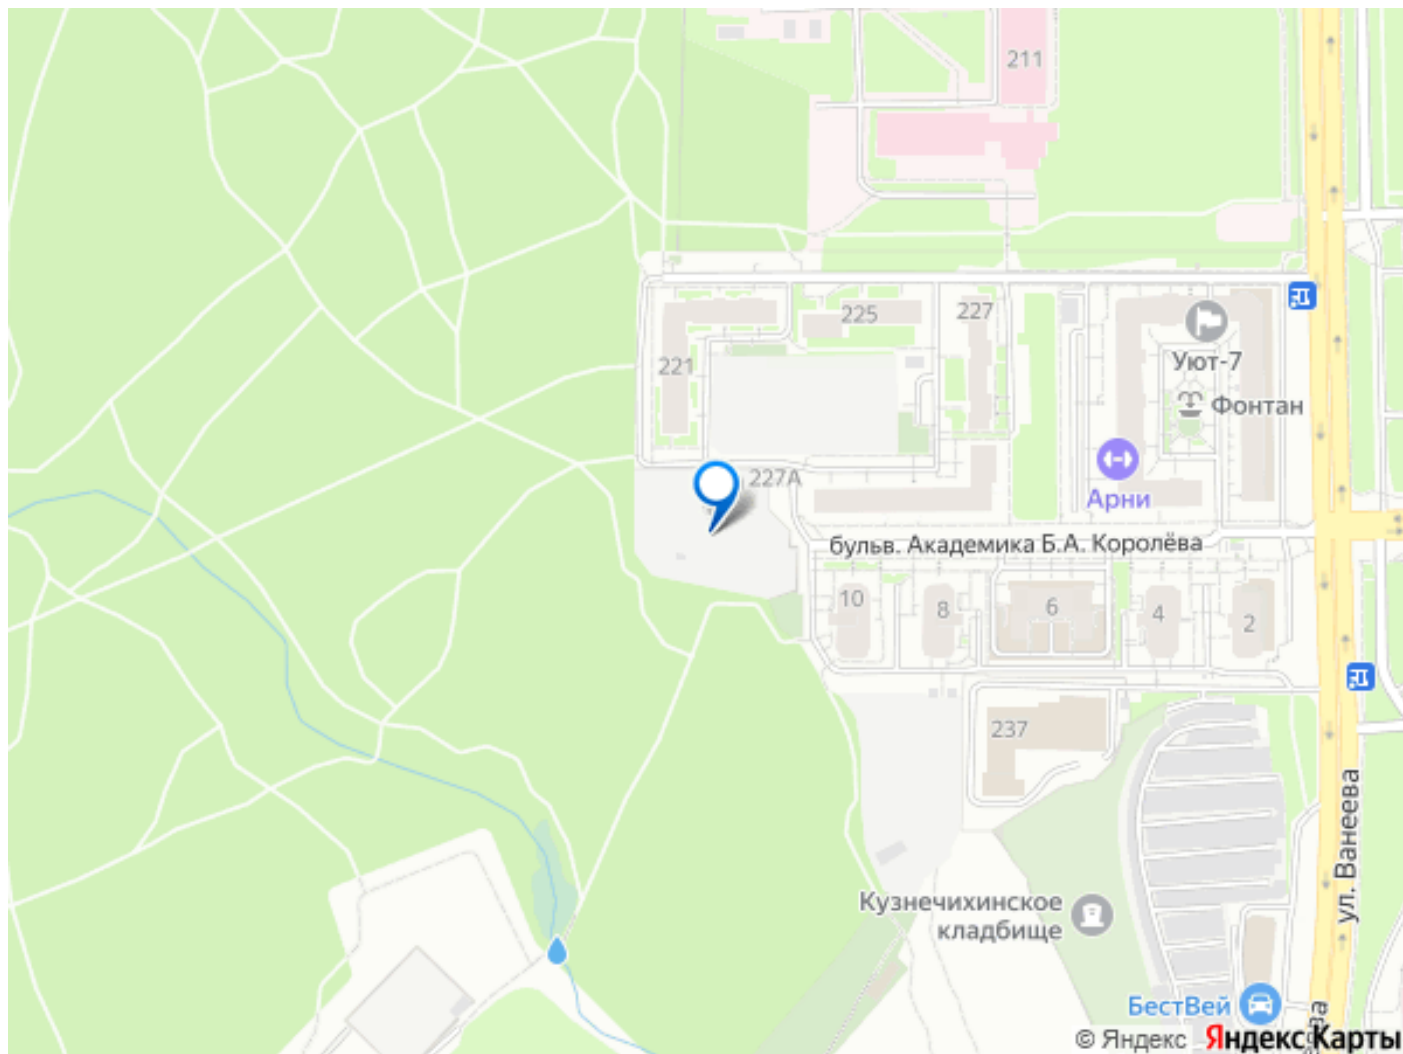 211
225
227
221
Уют-7
Фонтан
227А
Арни
бульв. Академика Б.А. Королёва
10
8
6
4
2
237
ул. Ванеева
Кузнечихинское
кладбище
БестВей
© Яндекс Яндекс Карты